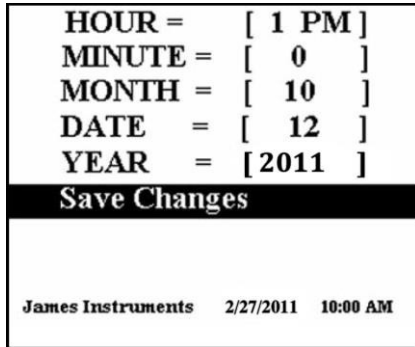 HOUR = [ 1 PM ]
MINUTE = [ 0 ]
MONTH = [ 10 ]
DATE = [ 12 ]
YEAR = [ 2011 ]
Save Changes
James Instruments 2/27/2011 10:00 AM